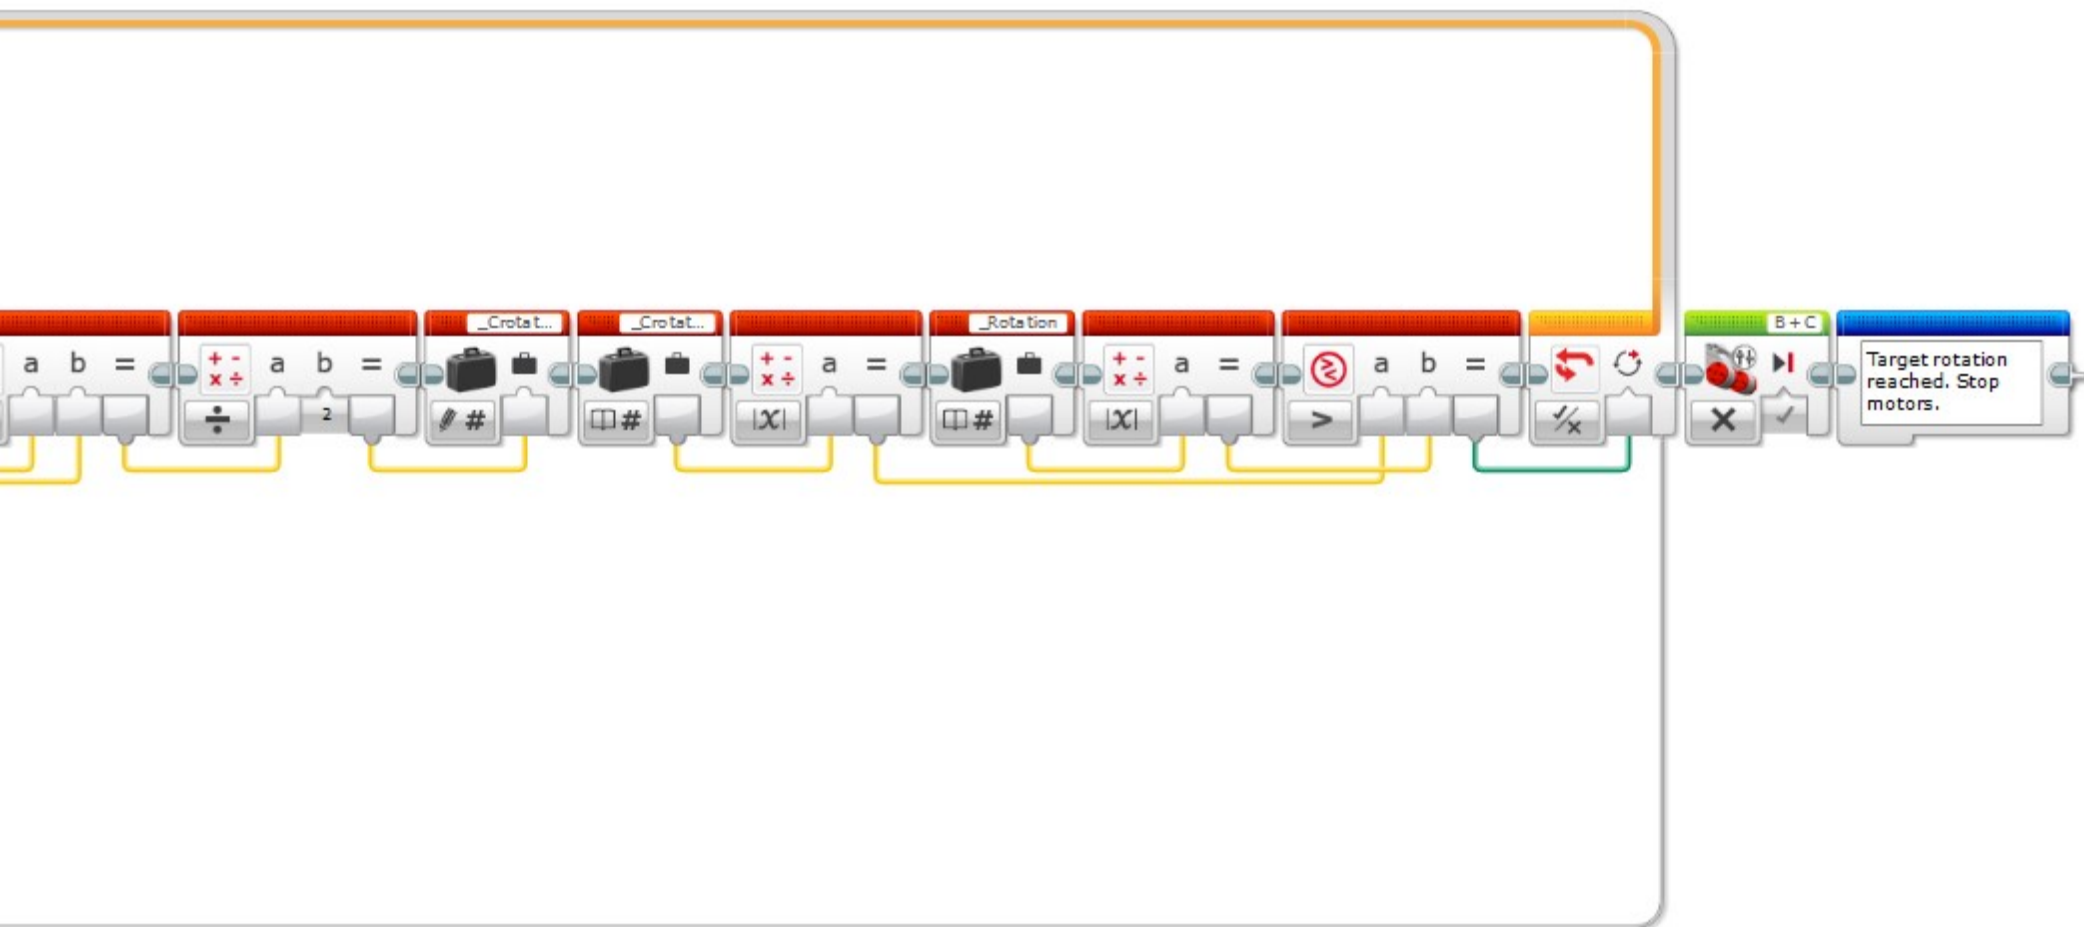 _Crotat...
_Crotat...
_Rotation
B+C
a b =
a b =
a =
a =
a b =
2
#
#
|X|
#
|X|
>
Target rotation
reached. Stop
motors.